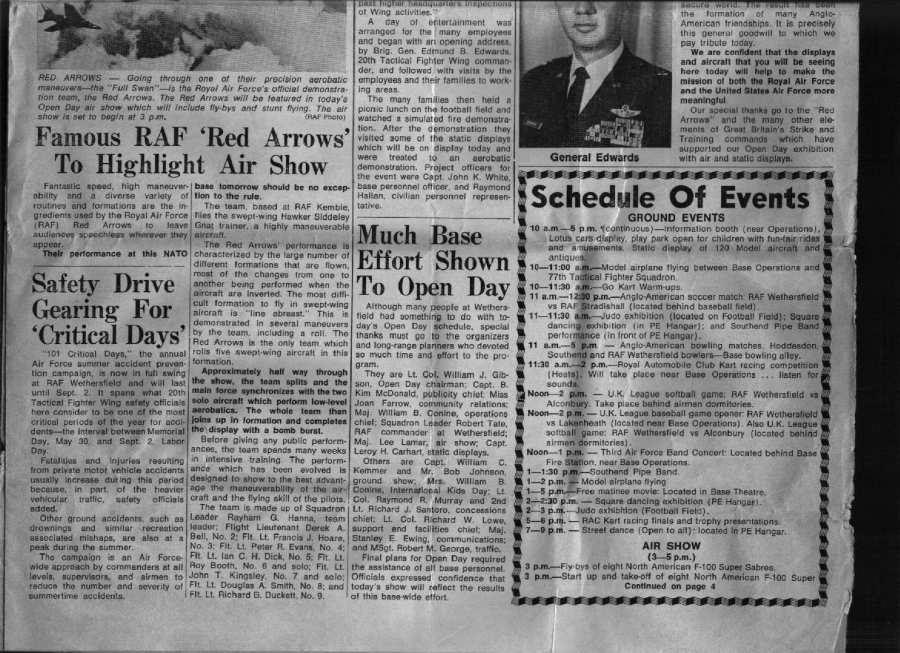 RED ARROWS — Going through one of their precision aerobatic
maneuvers—the "Full Swan"—is the Royal Air Force's official demonstra-
tion team, the Red Arrows. The Red Arrows will be featured in today's
Open Day air show which will include fly-bys and stunt flying. The air
show is set to begin at 3 p.m. (RAF Photo)
Famous RAF 'Red Arrows'
To Highlight Air Show
Fantastic speed, high maneuver-
ability and a diverse variety of
routines and formations are the in-
gredients used by the Royal Air Force
(RAF) Red Arrows to leave
audiences speechless wherever they
appear.
Their performance at this NATO
base tomorrow should be no excep-
tion to the rule.
The team, based at RAF Kemble,
flies the swept-wing Hawker Siddeley
Gnat trainer, a highly maneuverable
aircraft.
The Red Arrows' performance is
characterized by the large number of
different formations that are flown,
most of the changes from one to
another being performed when the
aircraft are inverted. The most diffi-
cult formation to fly in swept-wing
aircraft is "line abreast." This is
demonstrated in several maneuvers
by the team, including a roll. The
Red Arrows is the only team which
rolls five swept-wing aircraft in this
formation.
Approximately half way through
the show, the team splits and the
main force synchronizes with the two
solo aircraft which perform low-level
aerobatics. The whole team then
joins up in formation and completes
the display with a bomb burst.
Before giving any public perform-
ances, the team spends many weeks
in intensive training. The perform-
ance which has been evolved is
designed to show to the best advant-
age the maneuverability of the air-
craft and the flying skill of the pilots.
The team is made up of Squadron
Leader Raymond G. Hanna, team
leader; Flight Lieutenant Derek A.
Bell, No. 2; Flt. Lt. Francis J. Hoare,
No. 3; Flt. Lt. Peter R. Evans, No. 4;
Flt. Lt. Ian C. H. Dick, No. 5; Flt. Lt.
Roy Booth, No. 6 and solo; Flt. Lt.
John T. Kingsley, No. 7 and solo;
Flt. Lt. Douglas A. Smith, No. 8; and
Flt. Lt. Richard G. Duckett, No. 9.
Safety Drive
Gearing For
'Critical Days'
"101 Critical Days," the annual
Air Force summer accident preven-
tion campaign, is now in full swing
at RAF Wethersfield and will last
until Sept. 2. It spans what 20th
Tactical Fighter Wing safety officials
here consider to be one of the most
critical periods of the year for acci-
dents—the interval between Memorial
Day, May 30, and Sept. 2, Labor
Day.
Fatalities and injuries resulting
from private motor vehicle accidents
usually increase during this period
because, in part, of the heavier
vehicular traffic, safety officials
added.
Other ground accidents, such as
drownings and similar recreation
associated mishaps, are also at a
peak during the summer.
The campaign is an Air Force-
wide approach by commanders at all
levels, supervisors, and airmen to
reduce the number and severity of
summertime accidents.
past higher headquarters inspections
of Wing activities."
A day of entertainment was
arranged for the many employees
and began with an opening address
by Brig. Gen. Edmund B. Edwards,
20th Tactical Fighter Wing comman-
der, and followed with visits by the
employees and their families to work-
ing areas.
The many families then held a
picnic lunch on the football field and
watched a simulated fire demonstra-
tion. After the demonstration they
visited some of the static displays
which will be on display today and
were treated to an aerobatic
demonstration. Project officers for
the event were Capt. John K. White,
base personnel officer, and Raymond
Hallan, civilian personnel represen-
tative.
Much Base
Effort Shown
To Open Day
Although many people at Wethers-
field had something to do with to-
day's Open Day schedule, special
thanks must go to the organizers
and long-range planners who devoted
so much time and effort to the pro-
gram.
They are Lt. Col. William J. Gib-
son, Open Day chairman; Capt. B.
Kim McDonald, publicity chief; Miss
Joan Farrow, community relations;
Maj. William B. Conine, operations
chief; Squadron Leader Robert Tate,
RAF commander at Wethersfield;
Maj. Lee Lamar, air show; Capt.
Leroy H. Carhart, static displays.
Others are Capt. William C.
Kemner and Mr. Bob Johnson,
ground show; Mrs. William B.
Conine, International Kids Day; Lt.
Col. Raymond R. Murray and 2nd
Lt. Richard J. Santoro, concessions
chief; Lt. Col. Richard W. Lowe,
support and facilities chief; Maj.
Stanley E. Ewing, communications;
and MSgt. Robert M. George, traffic.
Final plans for Open Day required
the assistance of all base personnel.
Officials expressed confidence that
today's show will reflect the results
of this base-wide effort.
General Edwards
secure world. The result has been
the formation of many Anglo-
American friendships. It is precisely
this general goodwill to which we
pay tribute today.
We are confident that the displays
and aircraft that you will be seeing
here today will help to make the
mission of both the Royal Air Force
and the United States Air Force more
meaningful
Our special thanks go to the "Red
Arrows" and the many other ele-
ments of Great Britain's Strike and
Training commands which have
supported our Open Day exhibition
with air and static displays.
Schedule Of Events
GROUND EVENTS
10 a.m.—5 p.m. (continuous)—Information booth (near Operations),
Lotus cars display, play park open for children with fun-fair rides
and amusements. Static display of 120 Model aircraft and
antiques.
10—11:00 a.m.—Model airplane flying between Base Operations and
77th Tactical Fighter Squadron.
10—11:30 a.m.—Go Kart Warm-ups.
11 a.m.—12:30 p.m.—Anglo-American soccer match: RAF Wethersfield
vs RAF Stradishall (located behind baseball field)
11—11:30 a.m.—Judo exhibition (located on Football Field); Square
dancing exhibition (in PE Hangar); and Southend Pipe Band
performance (in front of PE Hangar).
11 a.m.—5 p.m — Anglo-American bowling matches. Hoddesdon,
Southend and RAF Wethersfield bowlers—Base bowling alley.
11:30 a.m.—2 p.m.—Royal Automobile Club Kart racing competition
(Heats). Will take place near Base Operations ... listen for
sounds.
Noon—2 p.m. — U.K. League softball game: RAF Wethersfield vs
Alconbury. Take place behind airmen dormitories.
Noon—2 p.m. — U.K. League baseball game opener: RAF Wethersfield
vs Lakenheath (located near Base Operations). Also U.K. League
softball game: RAF Wethersfield vs Alconbury (located behind
airmen dormitories).
Noon—1 p.m. — Third Air Force Band Concert: Located behind Base
Fire Station, near Base Operations.
1—1:30 p.m.—Southend Pipe Band.
1—2 p.m. — Model airplane flying
1—5 p.m.—Free matinee movie: Located in Base Theatre.
2—2:30 p.m. — Square dancing exhibition (PE Hangar).
2—3 p.m.—Judo exhibition (Football Field).
5—6 p.m. — RAC Kart racing finals and trophy presentations.
7—9 p.m. — Street dance (Open to all): located in PE Hangar.
AIR SHOW
(3—5 p.m.)
3 p.m.—Fly-bys of eight North American F-100 Super Sabres.
3 p.m.—Start up and take-off of eight North American F-100 Super
Continued on page 4